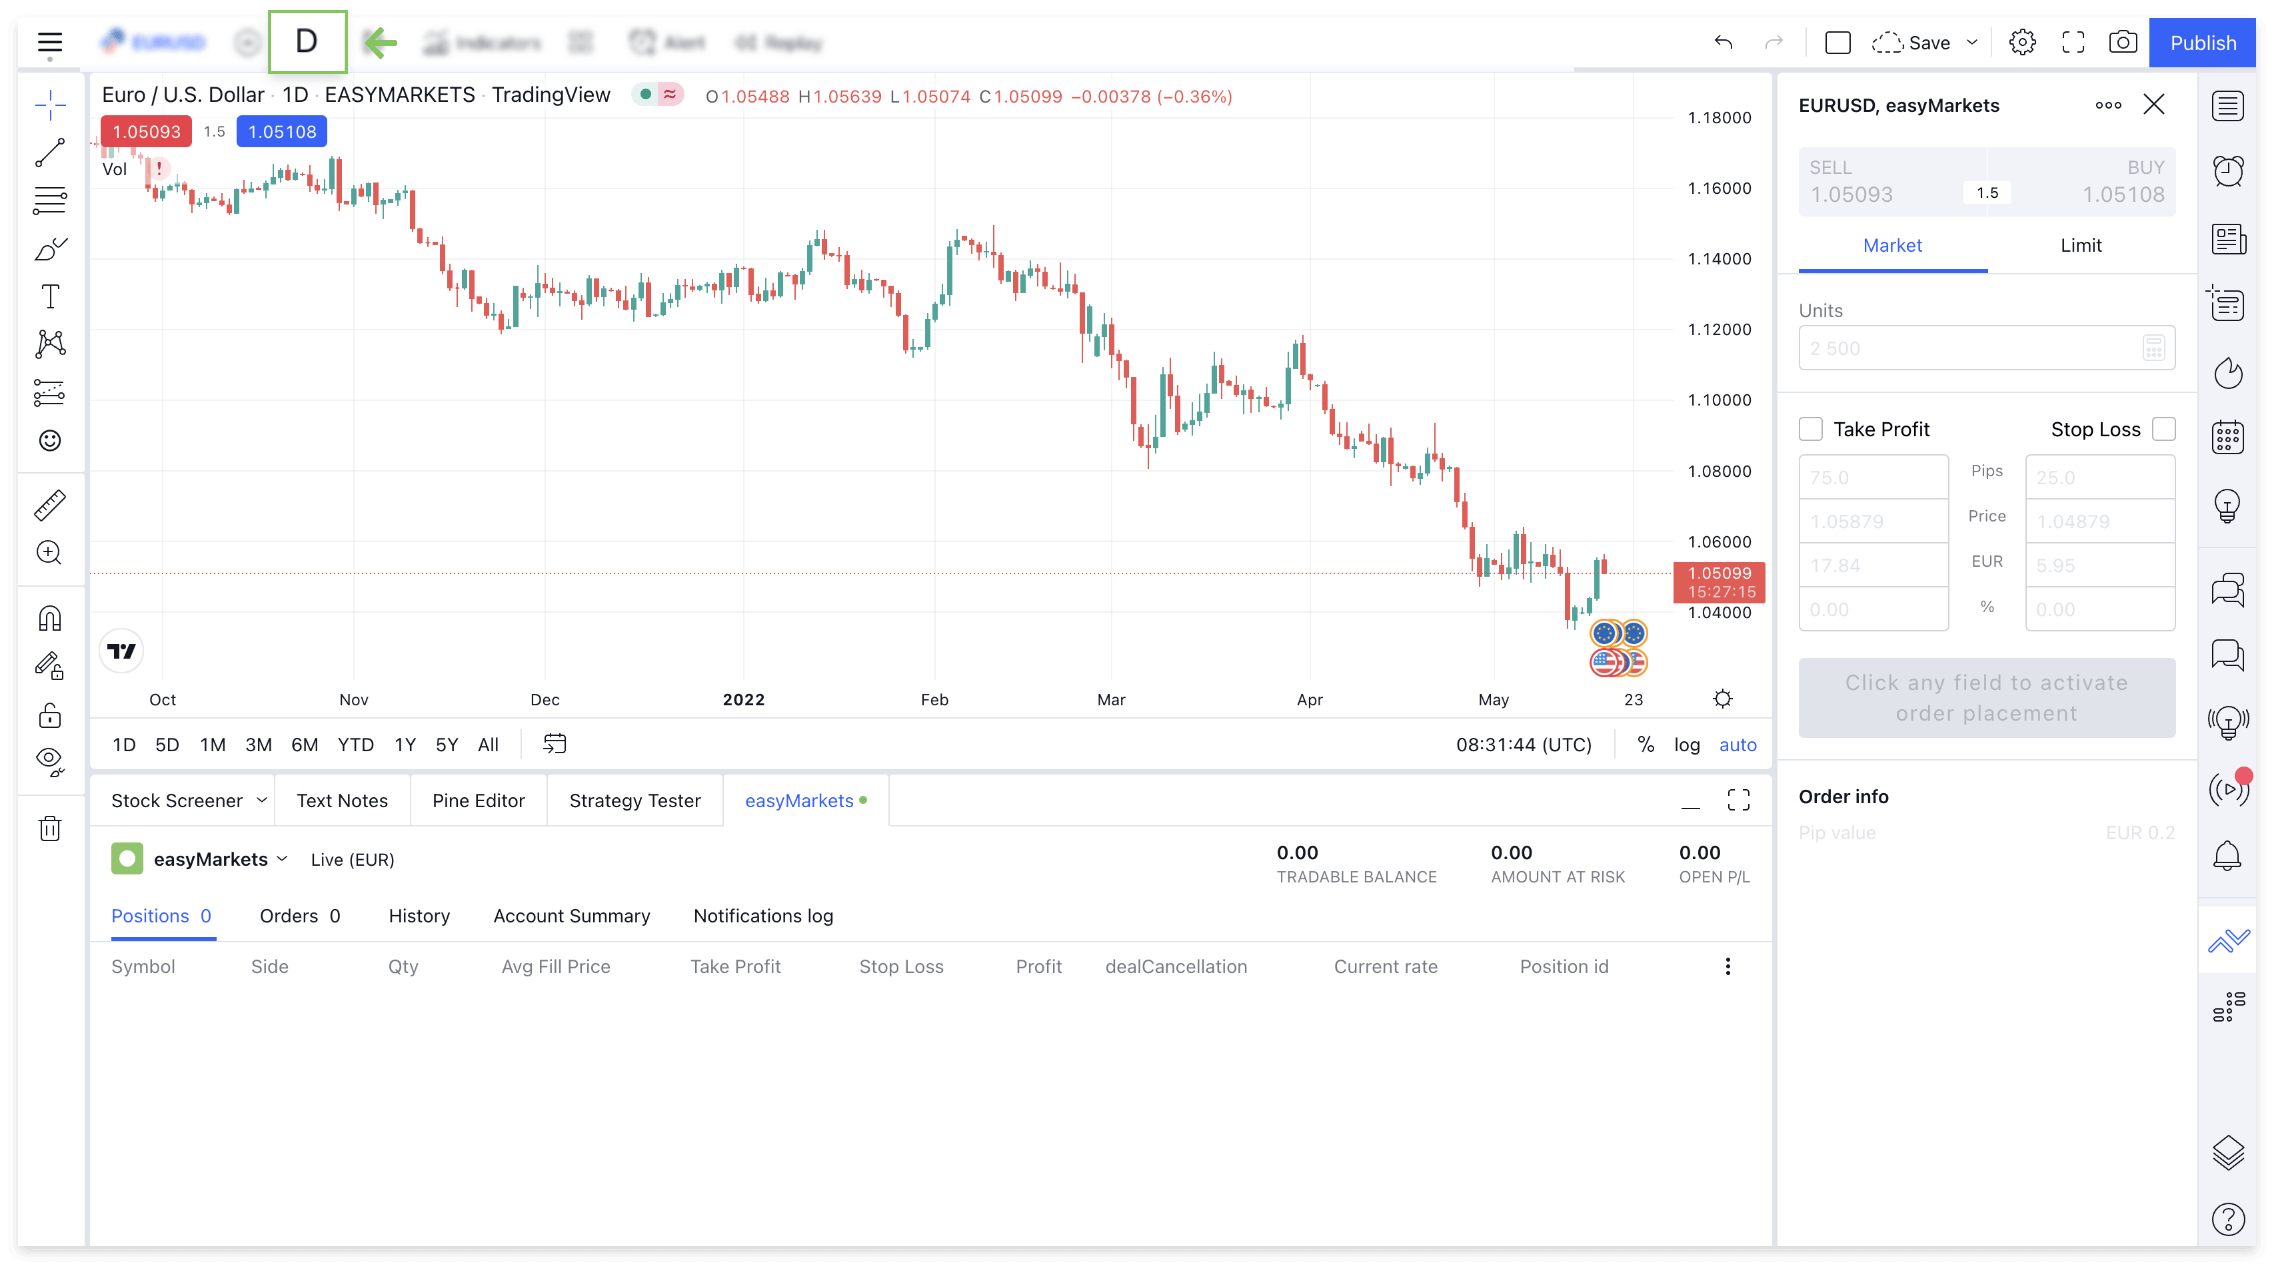 EURUSD
D
Indicators
Alert
Replay
Save
Publish
Euro / U.S. Dollar · 1D · EASYMARKETS · TradingView
O1.05488 H1.05639 L1.05074 C1.05099 −0.00378 (−0.36%)
1.05093 1.5 1.05108
Vol !
1.18000
1.16000
1.14000
1.12000
1.10000
1.08000
1.06000
1.05099
15:27:15
1.04000
Oct Nov Dec 2022 Feb Mar Apr May 23
1D 5D 1M 3M 6M YTD 1Y 5Y All
08:31:44 (UTC) % log auto
Stock Screener Text Notes Pine Editor Strategy Tester easyMarkets
easyMarkets Live (EUR)
0.00 0.00 0.00
TRADABLE BALANCE AMOUNT AT RISK OPEN P/L
Positions 0 Orders 0 History Account Summary Notifications log
Symbol Side Qty Avg Fill Price Take Profit Stop Loss Profit dealCancellation Current rate Position id
EURUSD, easyMarkets
SELL BUY
1.05093 1.5 1.05108
Market Limit
Units
2 500
Take Profit Stop Loss
75.0 Pips 25.0
1.05879 Price 1.04879
17.84 EUR 5.95
0.00 % 0.00
Click any field to activate
order placement
Order info
Pip value EUR 0.2